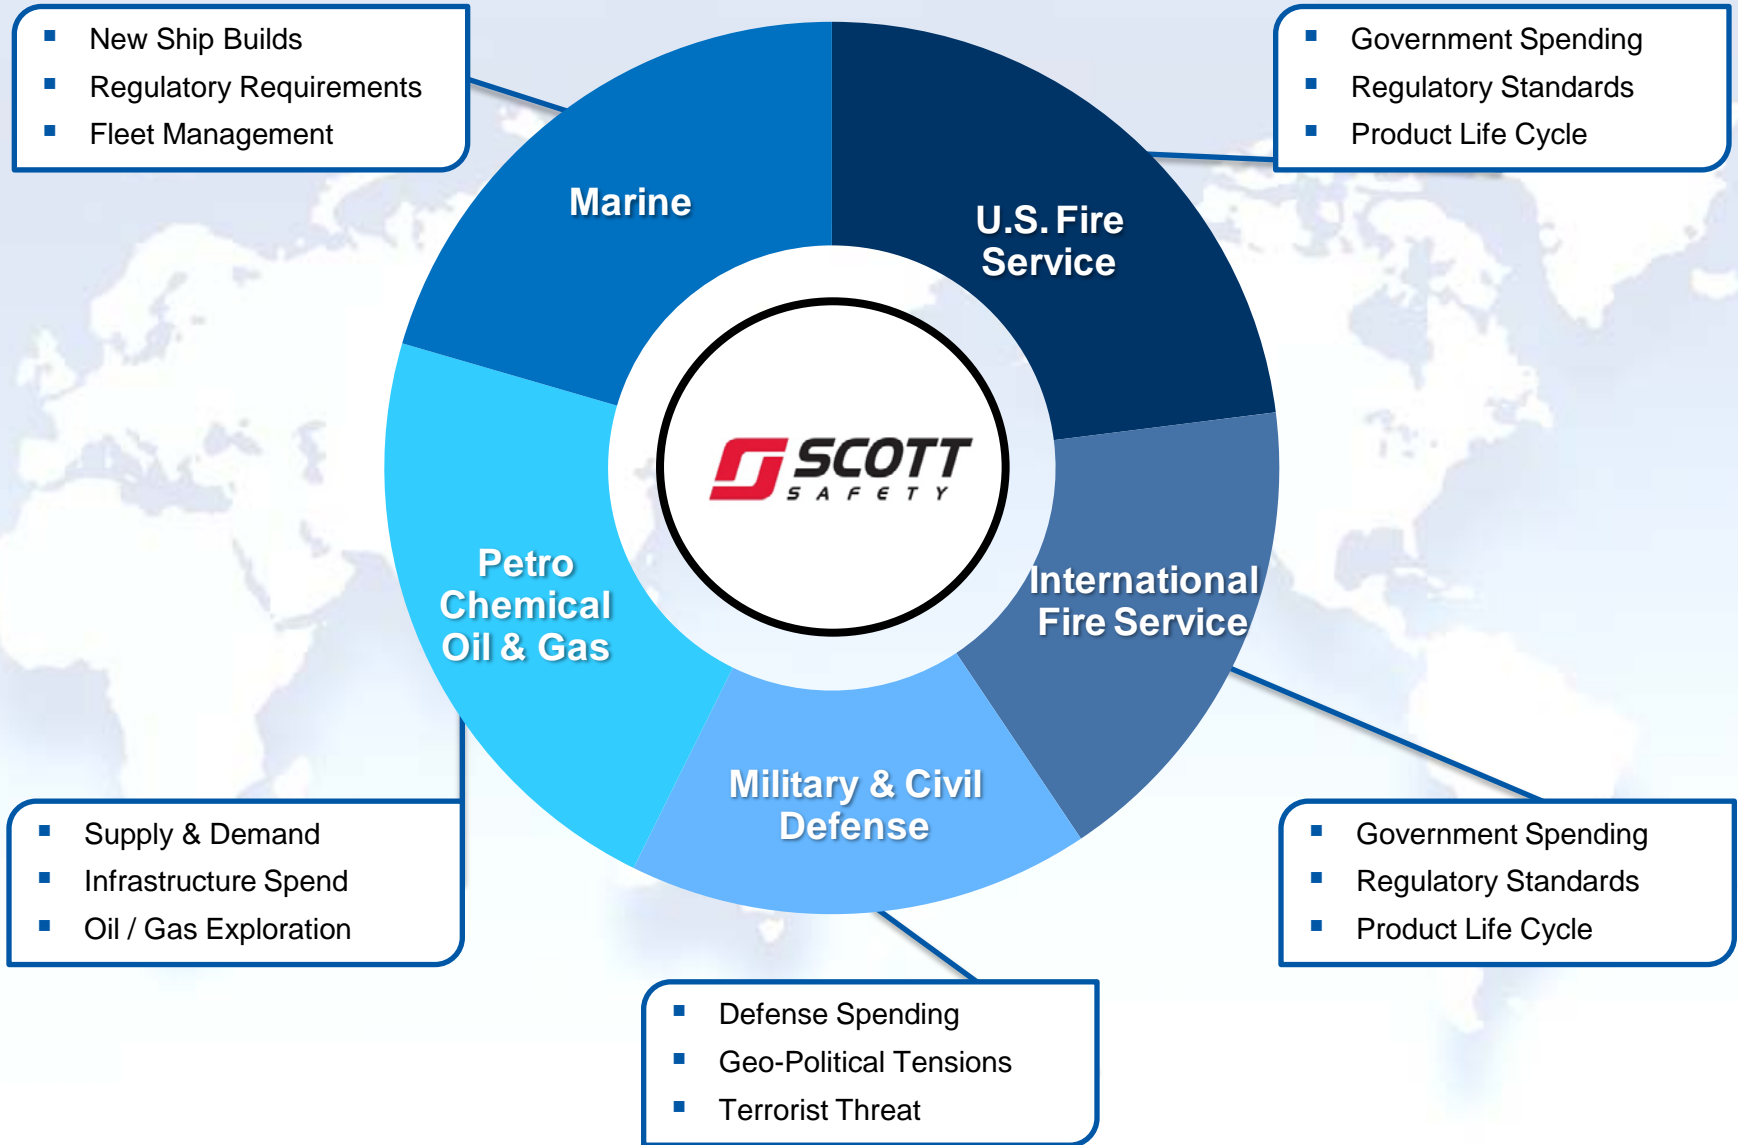 New Ship Builds
Regulatory Requirements
Fleet Management
Government Spending
Regulatory Standards
Product Life Cycle
Marine
U.S. Fire
Service
SCOTT
SAFETY
Petro
Chemical
Oil & Gas
International
Fire Service
Military & Civil
Defense
Supply & Demand
Infrastructure Spend
Oil / Gas Exploration
Government Spending
Regulatory Standards
Product Life Cycle
Defense Spending
Geo-Political Tensions
Terrorist Threat